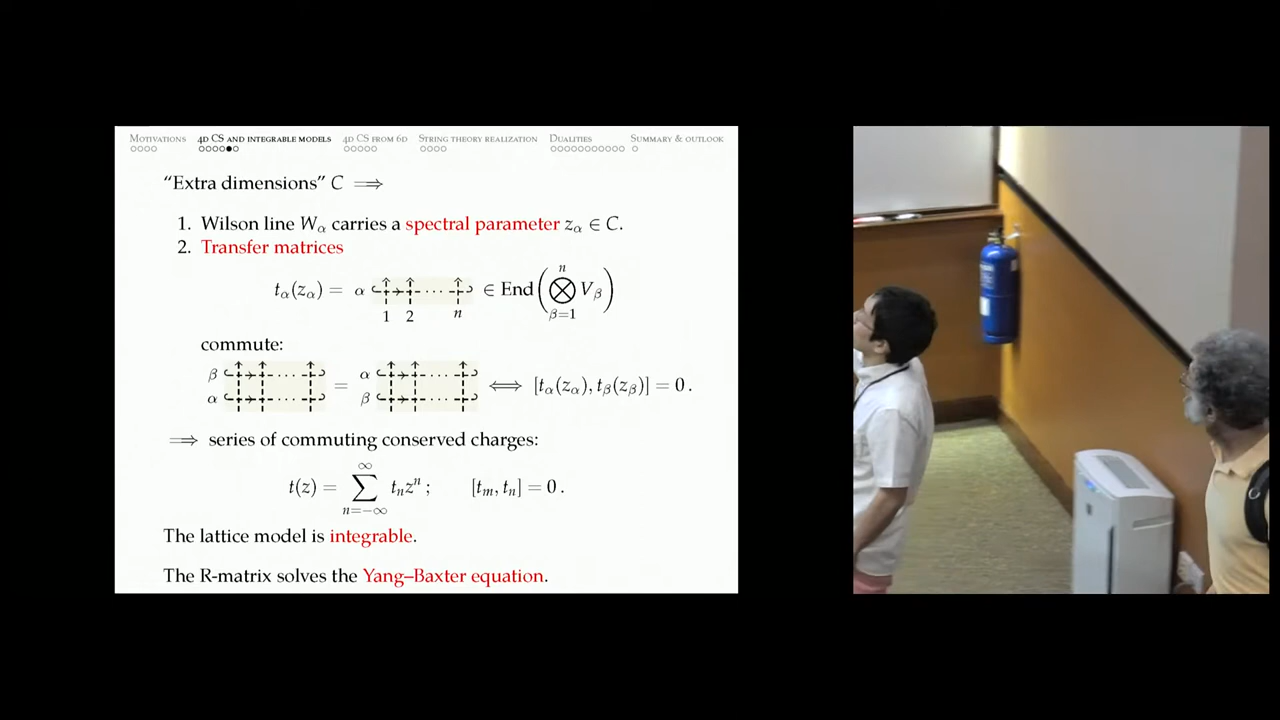 MOTIVATIONS 4D CS AND INTEGRABLE MODELS 4D CS FROM 6D STRING THEORY REALIZATION DUALITIES SUMMARY & OUTLOOK
“Extra dimensions” C ⟹
1. Wilson line W_α carries a spectral parameter z_α ∈ C.
2. Transfer matrices
t_α(z_α) = α 1 2 ⋯ n ∈ End(⨂_{β=1}^{n} V_β)
commute:
β α ⋯ = α β ⋯ ⟺ [t_α(z_α), t_β(z_β)] = 0 .
⟹ series of commuting conserved charges:
t(z) = ∑_{n=−∞}^{∞} t_n z^n ; [t_m, t_n] = 0 .
The lattice model is integrable.
The R-matrix solves the Yang–Baxter equation.